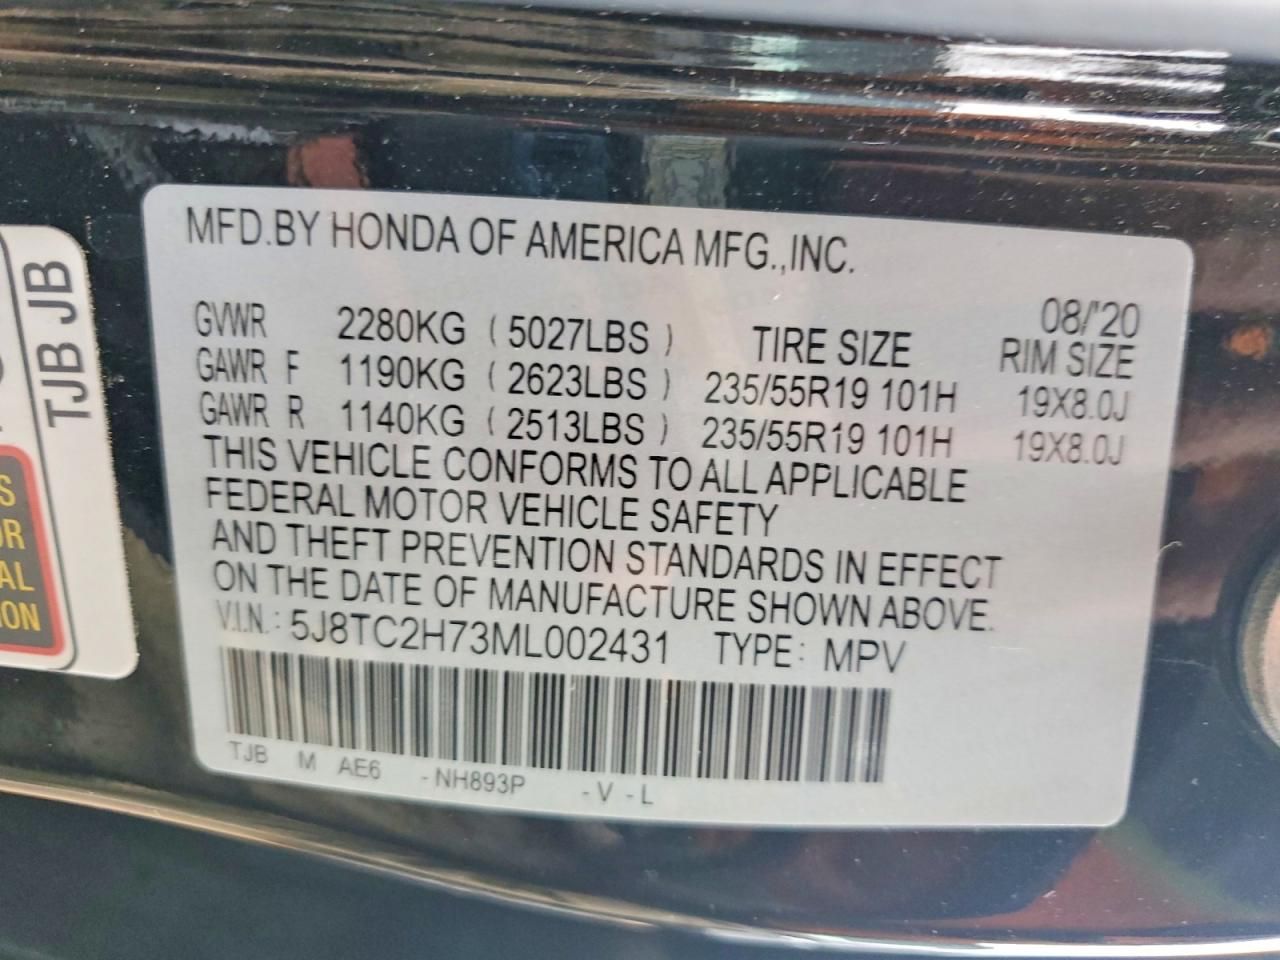 TJB JB
S
OR
AL
ION
MFD.BY HONDA OF AMERICA MFG.,INC.
08/'20
GVWR 2280KG ( 5027LBS ) TIRE SIZE RIM SIZE
GAWR F 1190KG ( 2623LBS ) 235/55R19 101H 19X8.0J
GAWR R 1140KG ( 2513LBS ) 235/55R19 101H 19X8.0J
THIS VEHICLE CONFORMS TO ALL APPLICABLE
FEDERAL MOTOR VEHICLE SAFETY
AND THEFT PREVENTION STANDARDS IN EFFECT
ON THE DATE OF MANUFACTURE SHOWN ABOVE.
V.I.N.: 5J8TC2H73ML002431 TYPE: MPV
TJB M AE6 -NH893P -V -L